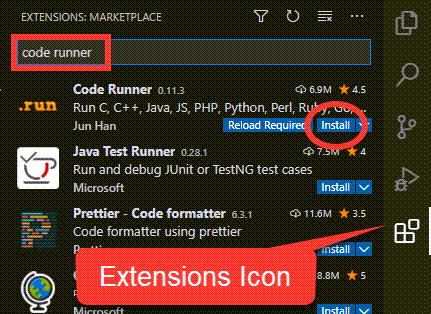 EXTENSIONS: MARKETPLACE
code runner
Code Runner 0.11.3 6.9M 4.5
.run
Run C, C++, Java, JS, PHP, Python, Perl, Ruby, Go, ...
Jun Han Reload Required Install
Java Test Runner 0.28.1 7.5M 4
Run and debug JUnit or TestNG test cases
Microsoft Install
Prettier - Code formatter 6.3.1 11.6M 3.5
Code formatter using prettier
Install
Extensions Icon
8.8M 5
Microsoft Install